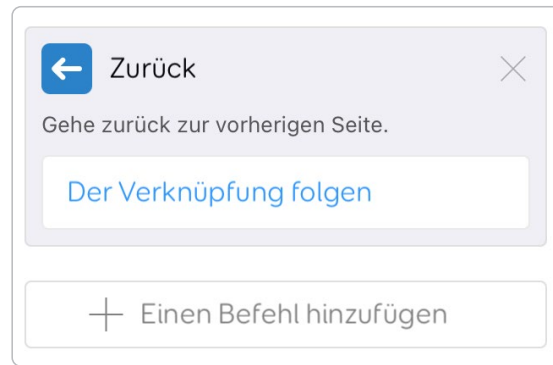 Zurück
Gehe zurück zur vorherigen Seite.
Der Verknüpfung folgen
Einen Befehl hinzufügen